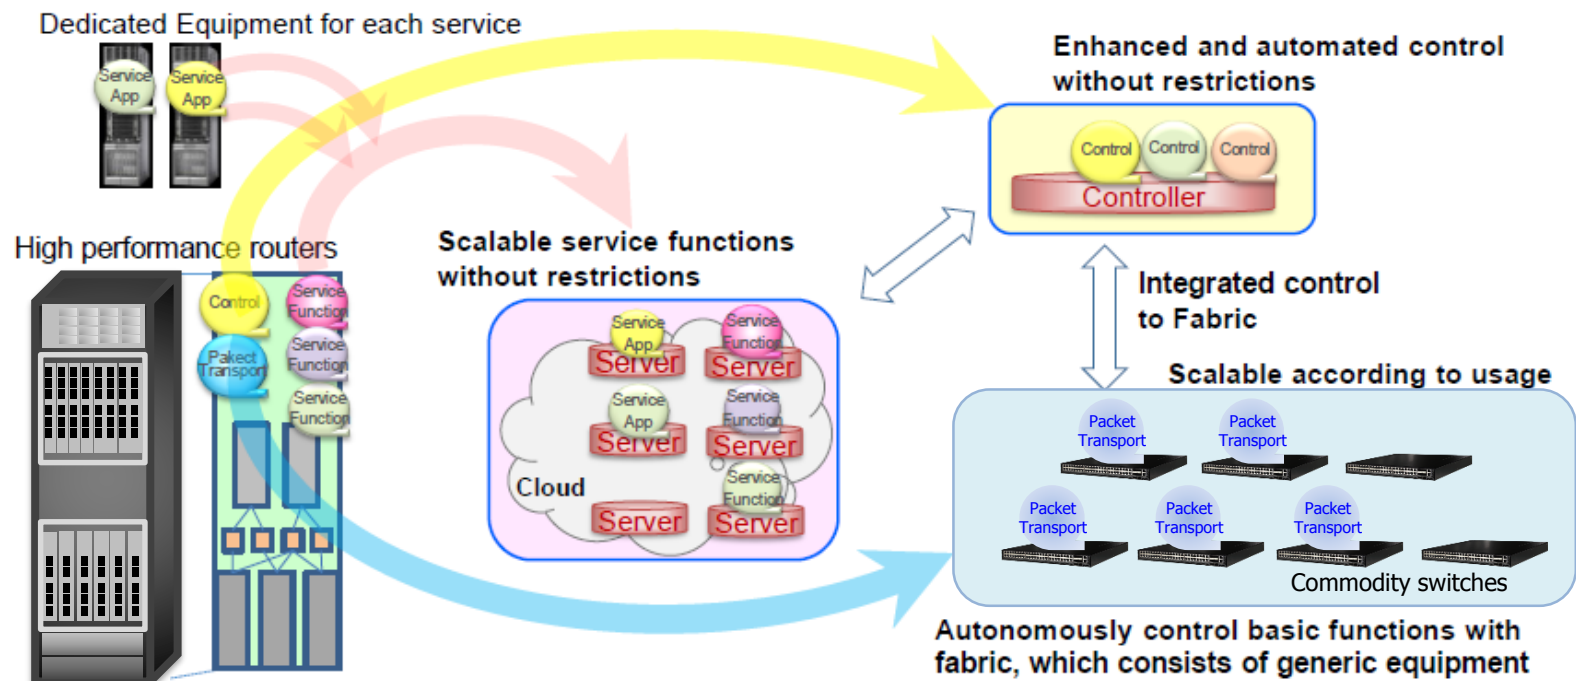 Dedicated Equipment for each service
Service
App
Service
App
Enhanced and automated control
without restrictions
Control
Control
Control
Controller
High performance routers
Control
Service
Function
Pakect
Transport
Service
Function
Service
Function
Scalable service functions
without restrictions
Service
App
Server
Service
Function
Server
Service
App
Server
Service
Function
Server
Cloud
Service
Function
Server
Server
Integrated control
to Fabric
Scalable according to usage
Packet
Transport
Packet
Transport
Packet
Transport
Packet
Transport
Packet
Transport
Commodity switches
Autonomously control basic functions with
fabric, which consists of generic equipment